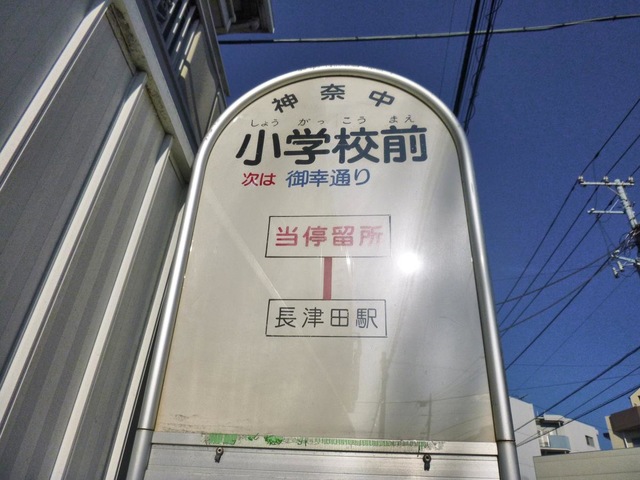 神奈中
しょう がっ こう まえ
小学校前
次は 御幸通り
当停留所
長津田駅